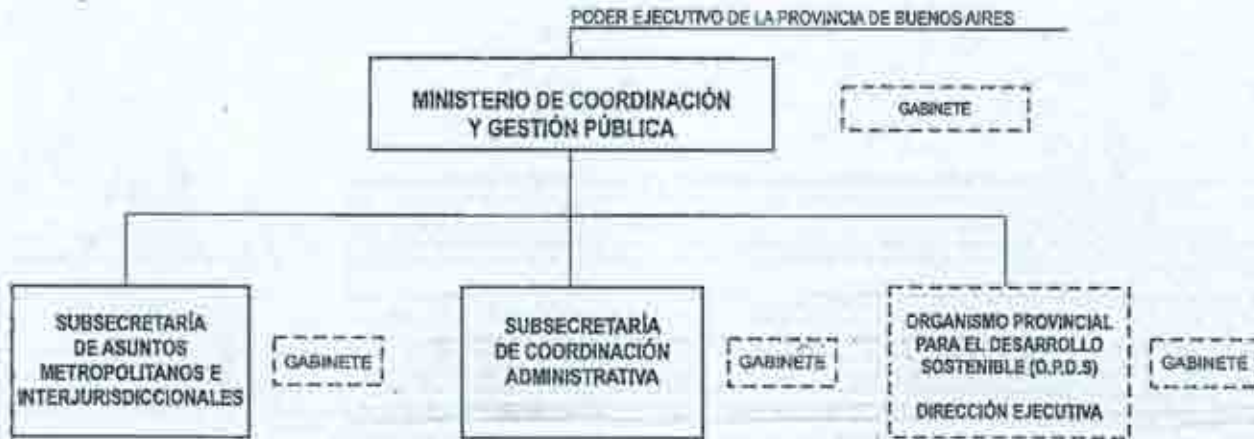 PODER EJECUTIVO DE LA PROVINCIA DE BUENOS AIRES
MINISTERIO DE COORDINACIÓN
Y GESTIÓN PÚBLICA
GABINETE
SUBSECRETARÍA
DE ASUNTOS
METROPOLITANOS E
INTERJURISDICCIONALES
GABINETE
SUBSECRETARÍA
DE COORDINACIÓN
ADMINISTRATIVA
GABINETE
ORGANISMO PROVINCIAL
PARA EL DESARROLLO
SOSTENIBLE (O.P.D.S)
DIRECCIÓN EJECUTIVA
GABINETE